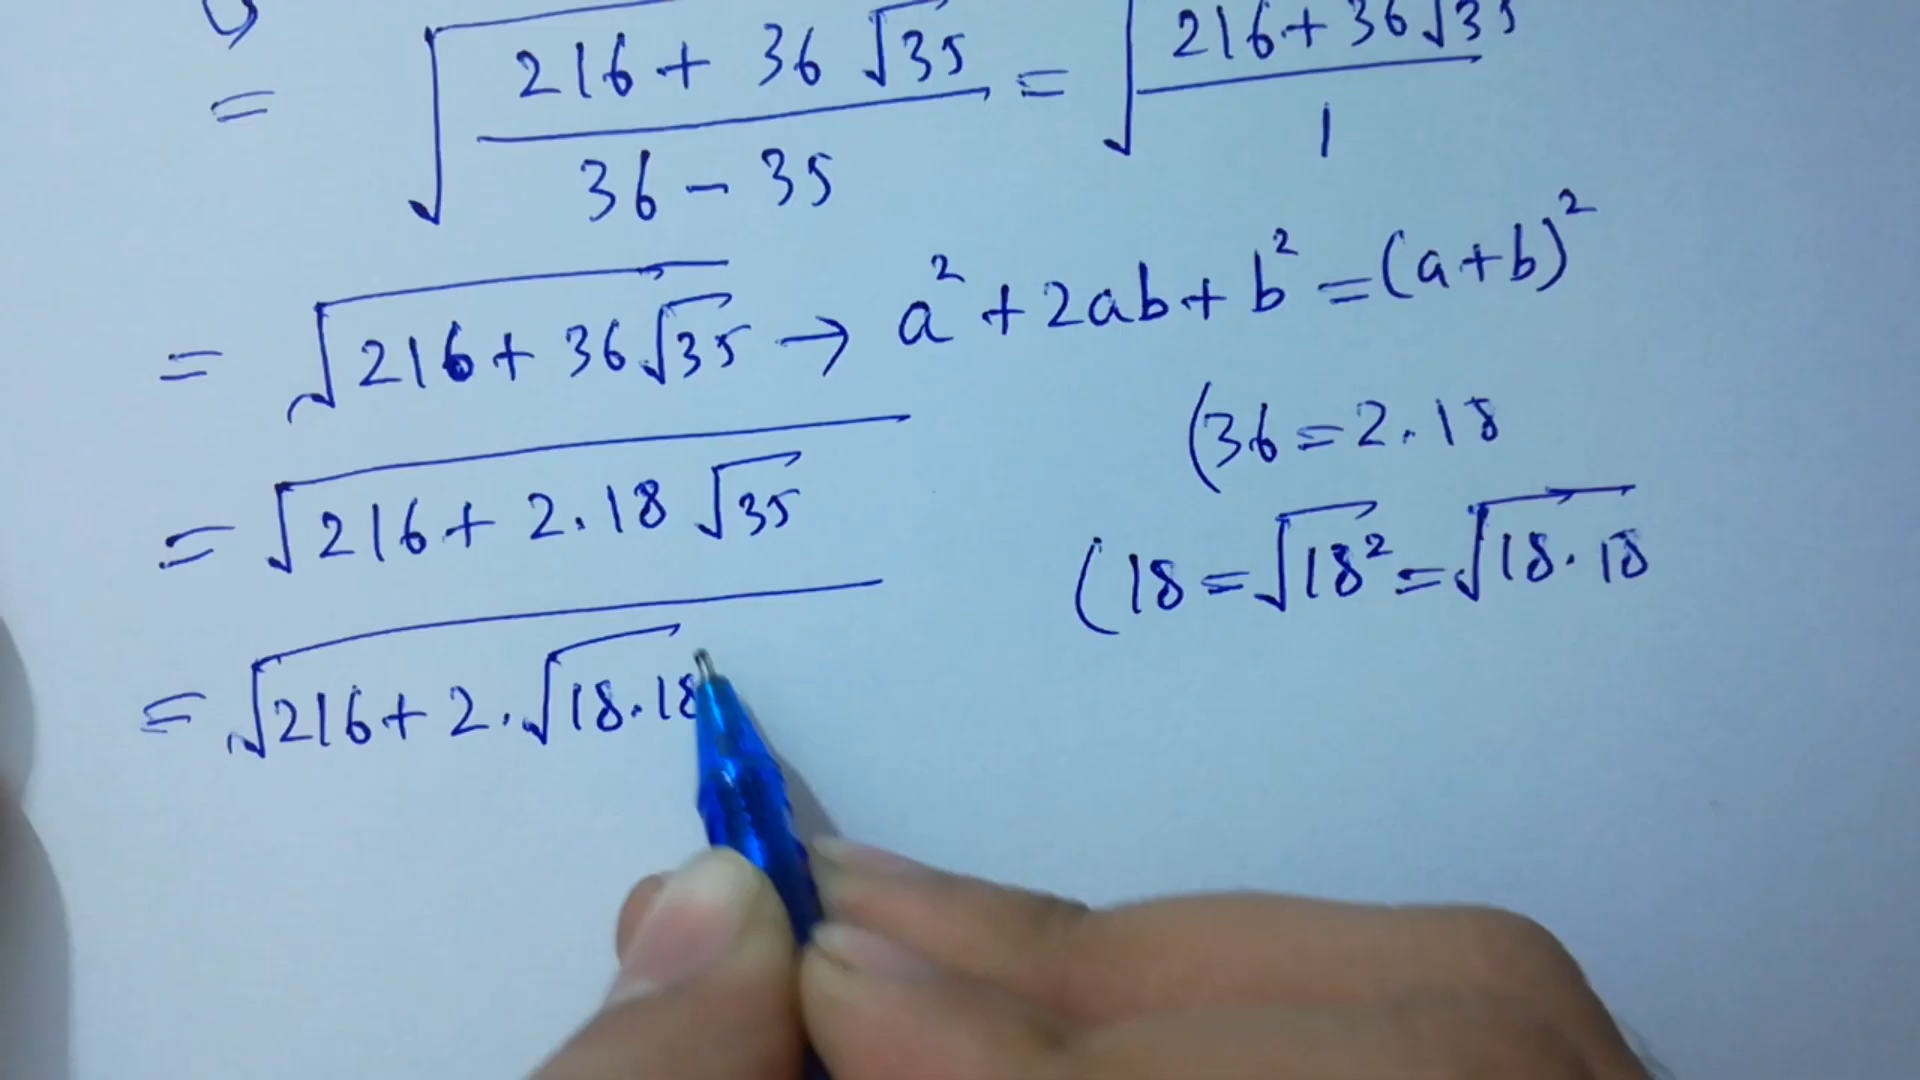 = √(216 + 36 √35 / 36 - 35) = √(216 + 36√35 / 1)
= √(216 + 36√35) → a² + 2ab + b² = (a+b)²
(36 = 2.18
= √(216 + 2.18 √35)
(18 = √18² = √18.18
= √(216 + 2.√18.18